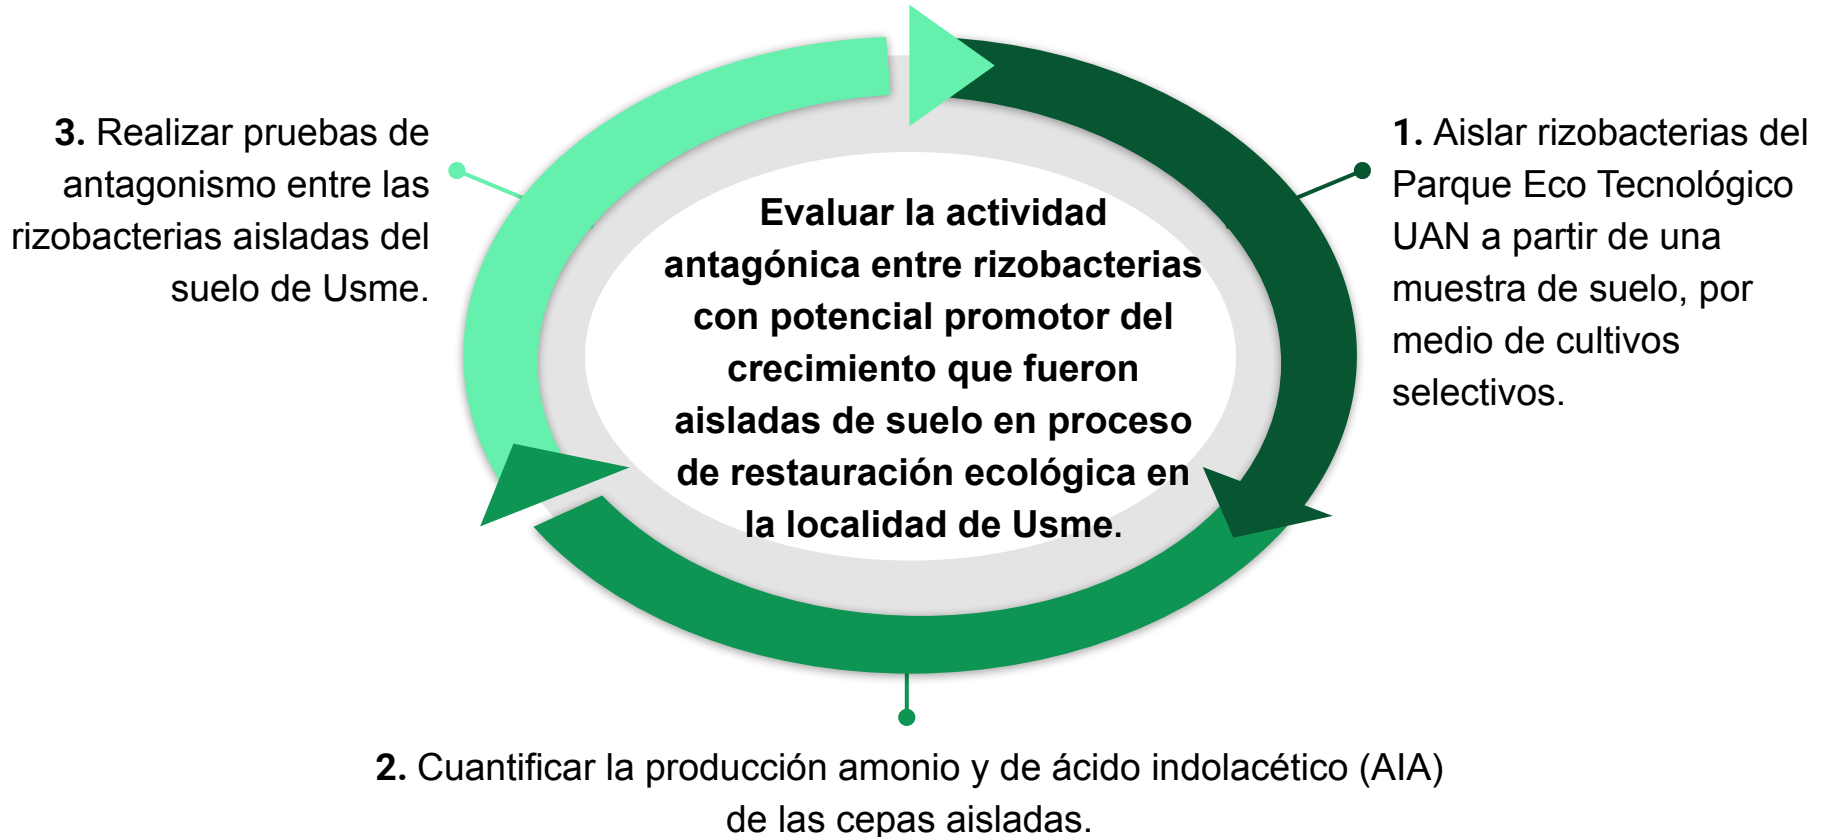 Evaluar la actividad
antagónica entre rizobacterias
con potencial promotor del
crecimiento que fueron
aisladas de suelo en proceso
de restauración ecológica en
la localidad de Usme.
1. Aislar rizobacterias del
Parque Eco Tecnológico
UAN a partir de una
muestra de suelo, por
medio de cultivos
selectivos.
2. Cuantificar la producción amonio y de ácido indolacético (AIA)
de las cepas aisladas.
3. Realizar pruebas de
antagonismo entre las
rizobacterias aisladas del
suelo de Usme.